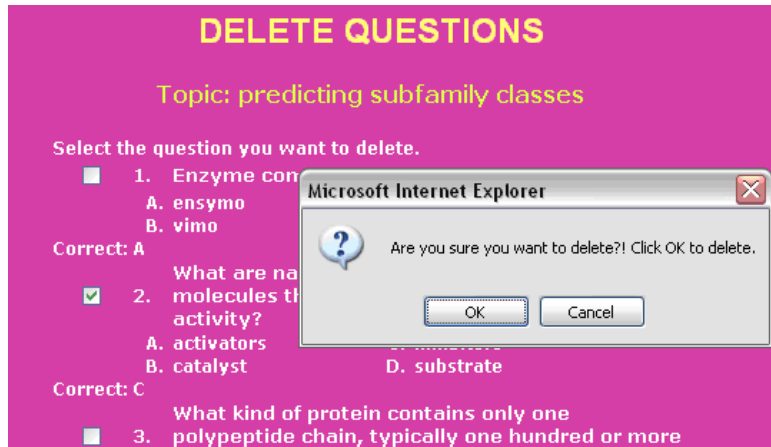 DELETE QUESTIONS
Topic: predicting subfamily classes
Select the question you want to delete.
1. Enzyme
A. ensymo
B. vimo
Correct: A
What are
2. molecules
activity?
A. activators
B. catalyst D. substrate
Correct: C
What kind of protein contains only one
3. polypeptide chain, typically one hundred or more
Microsoft Internet Explorer
Are you sure you want to delete?! Click OK to delete.
OK Cancel